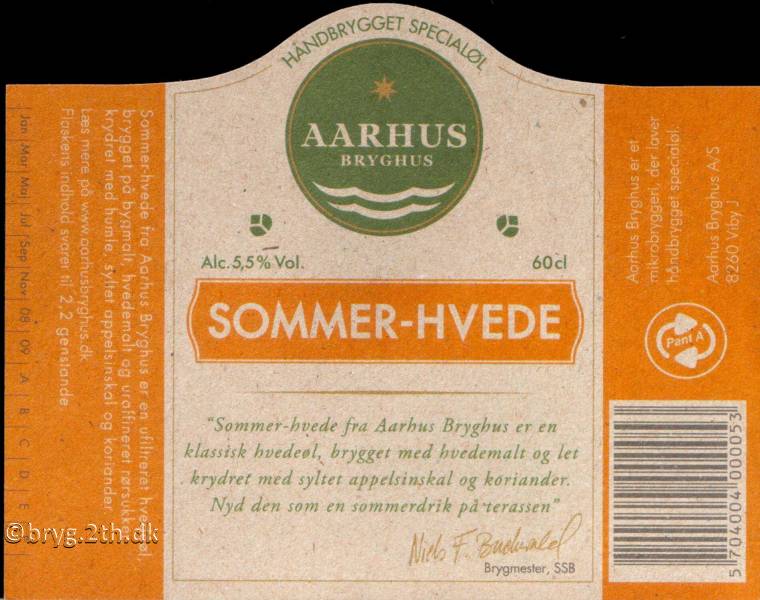 HÅNDBRYGGET SPECIALØL
AARHUS
BRYGHUS
Alc. 5,5% Vol.
60cl
SOMMER-HVEDE
"Sommer-hvede fra Aarhus Bryghus er en
klassisk hvedeøl, brygget med hvedemalt og let
krydret med syltet appelsinskal og koriander.
Nyd den som en sommerdrik på terassen"
Niels F. Buchwald
Brygmester, SSB
Sommer-hvede fra Aarhus Bryghus er en ufiltreret hvedeøl,
brygget på bygmalt, hvedemalt og uraffineret rørsukker
krydret med humle, syltet appelsinskal og koriander.
Læs mere på www.aarhusbryghus.dk
Flaskens indhold svarer til 2,2 genstande
Jan Mar Maj Jul Sep Nov 08 09 A B C D E
Aarhus Bryghus er et
mikrobryggeri, der laver
håndbrygget specialøl.
Aarhus Bryghus A/S
8260 Viby J
Pant A
5 704004 000053
©bryg.2th.dk